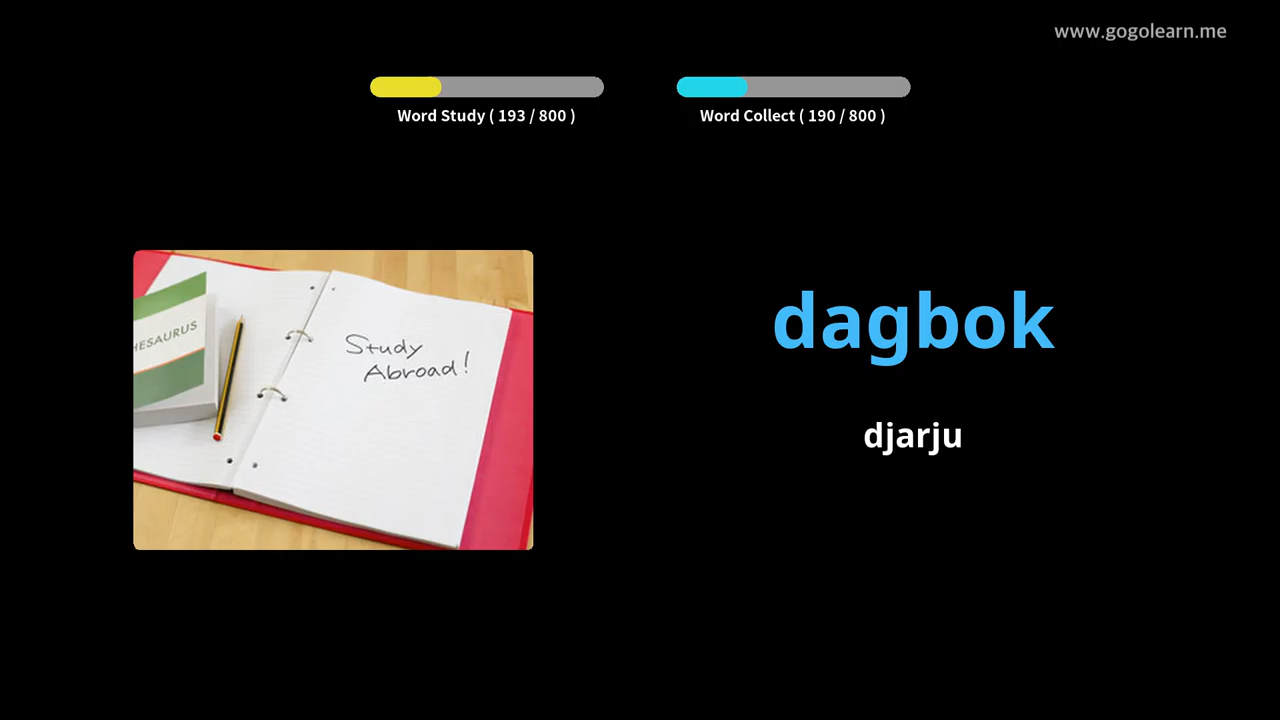 www.gogolearn.me
Word Study ( 193 / 800 )
Word Collect ( 190 / 800 )
HESAURUS
Study
Abroad!
dagbok
djarju